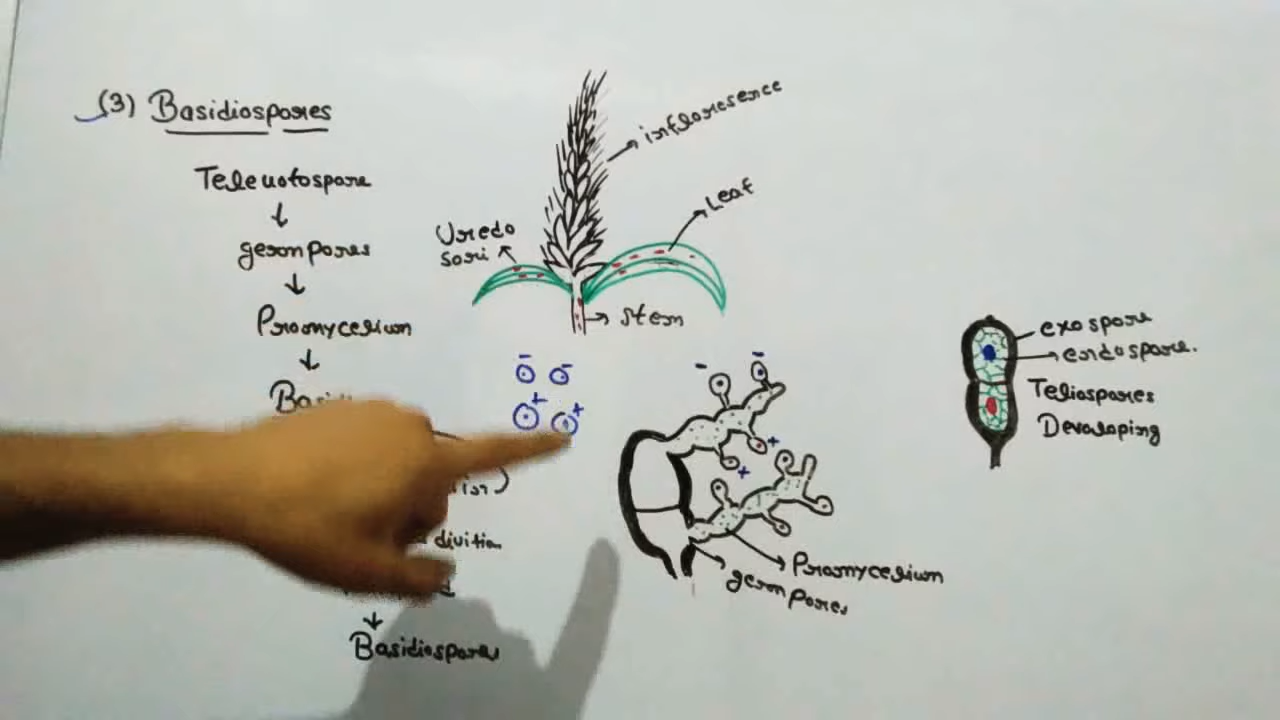 (3) Basidiospores
Teleutospore
↓
germ pores
↓
Promycelium
↓
divition
↓
Basidiospores
infloresence
Leaf
Uredo
sori
stem
- -
+ +
- -
+
+
Promycelium
germ
pores
exospore
endospore.
Teliospores
Devaloping